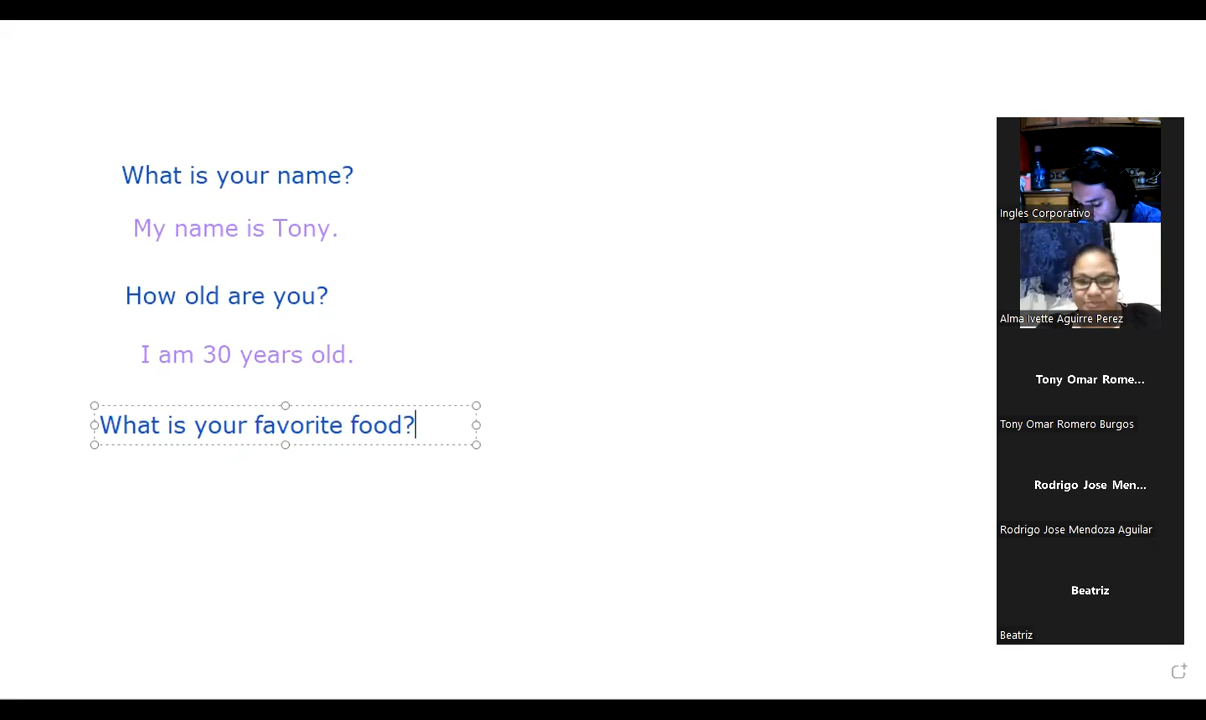 What is your name?
My name is Tony.
How old are you?
I am 30 years old.
What is your favorite food?
Ingles Corporativo
Alma Ivette Aguirre Perez
Tony Omar Rome...
Tony Omar Romero Burgos
Rodrigo Jose Men...
Rodrigo Jose Mendoza Aguilar
Beatriz
Beatriz